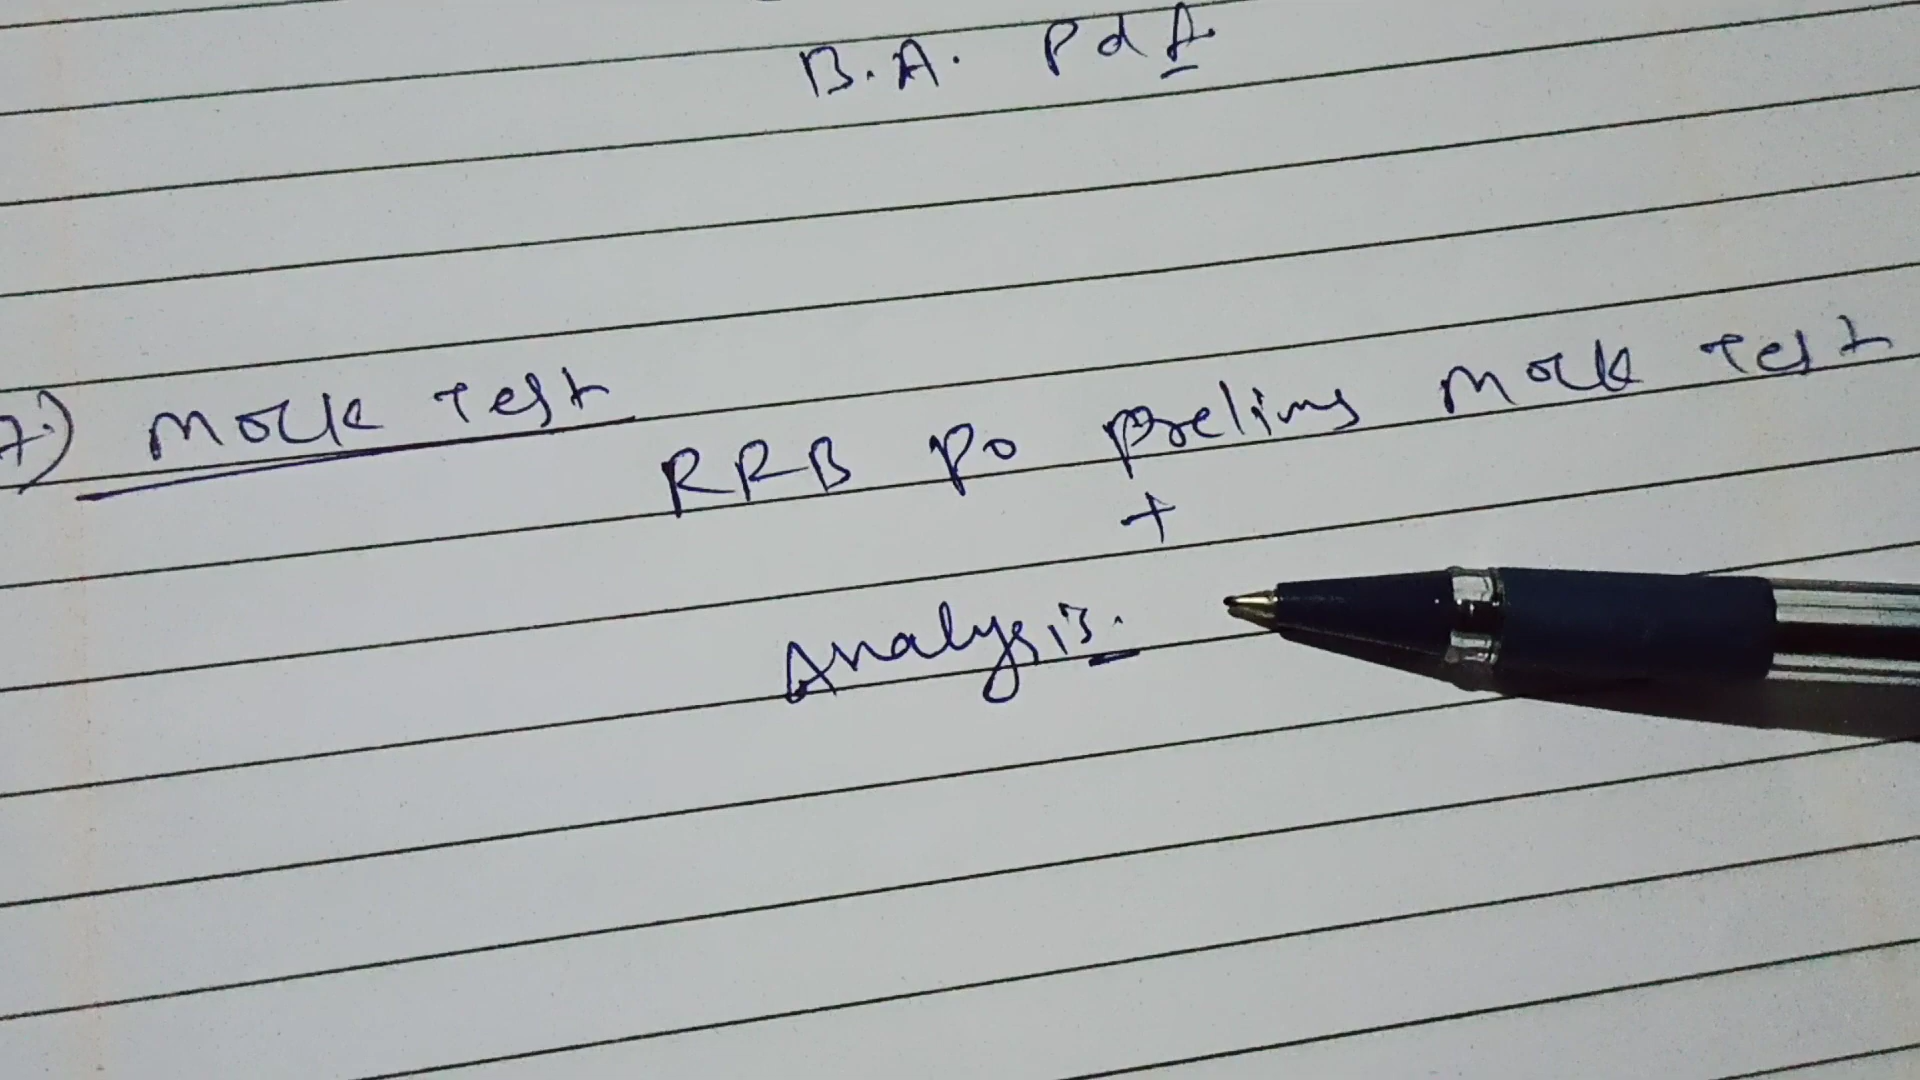 B.A. Pdf
7.) Mock Test
RRB PO Prelims Mock Test
+
Analysis.